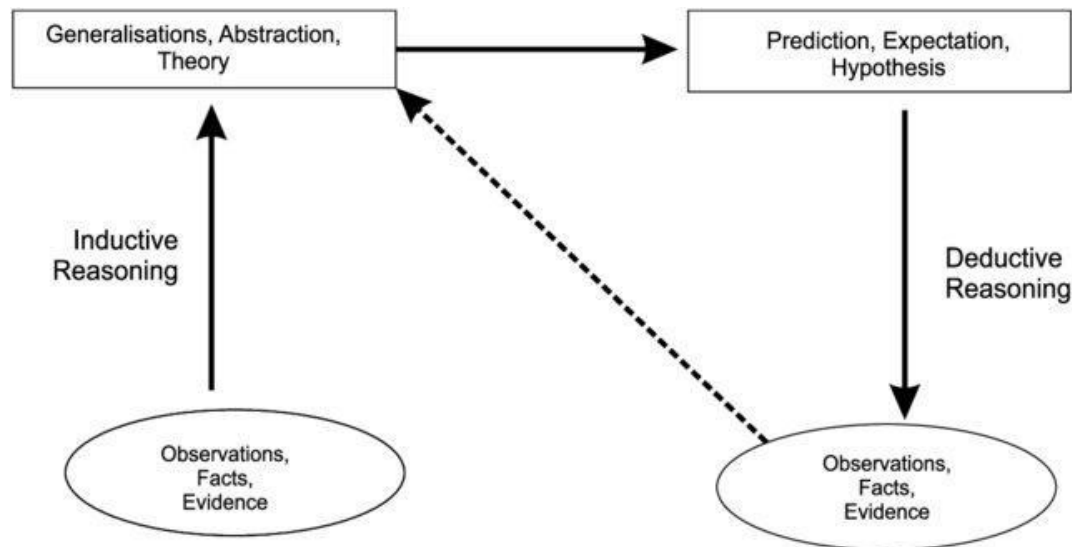 Generalisations, Abstraction,
Theory
Prediction, Expectation,
Hypothesis
Inductive
Reasoning
Deductive
Reasoning
Observations,
Facts,
Evidence
Observations,
Facts,
Evidence